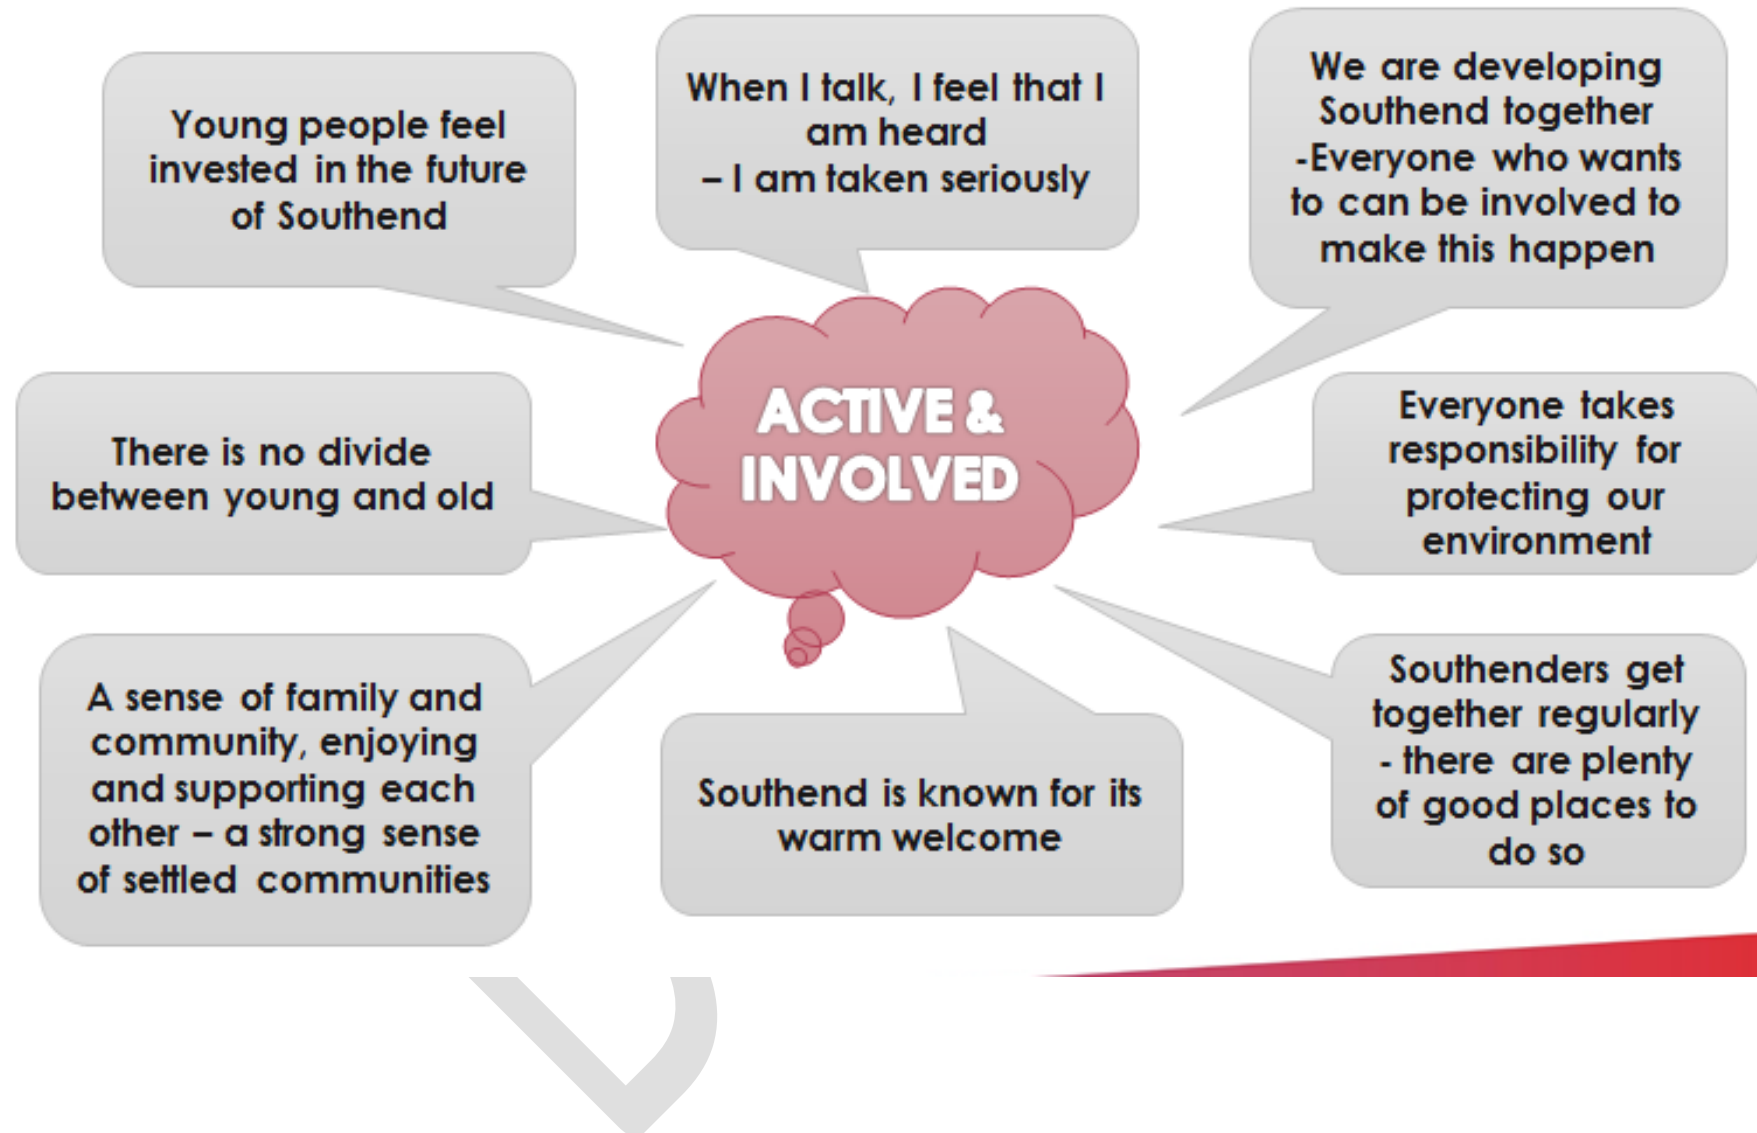 Young people feel
invested in the future
of Southend
When I talk, I feel that I
am heard
– I am taken seriously
We are developing
Southend together
-Everyone who wants
to can be involved to
make this happen
ACTIVE &
INVOLVED
There is no divide
between young and old
Everyone takes
responsibility for
protecting our
environment
A sense of family and
community, enjoying
and supporting each
other – a strong sense
of settled communities
Southend is known for its
warm welcome
Southenders get
together regularly
- there are plenty
of good places to
do so